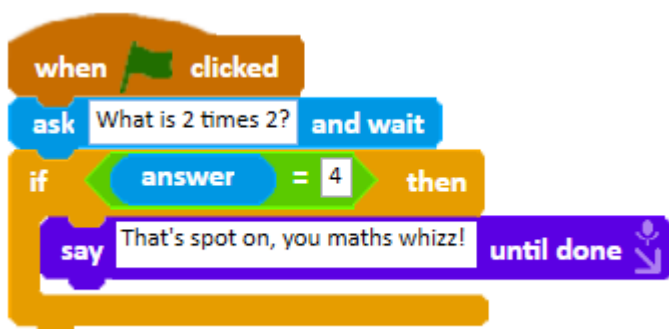 when clicked
ask What is 2 times 2? and wait
if answer = 4 then
say That's spot on, you maths whizz! until done